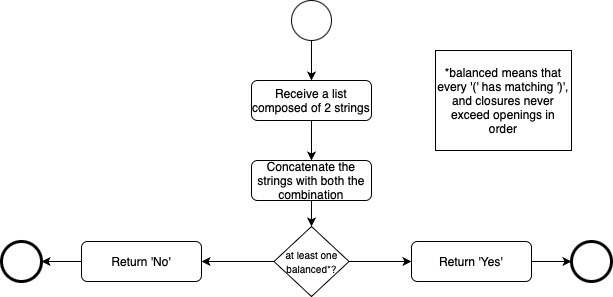 Receive a list
composed of 2 strings
*balanced means that
every '(' has matching ')',
and closures never
exceed openings in
order
Concatenate the
strings with both the
combination
at least one
balanced*?
Return 'No'
Return 'Yes'